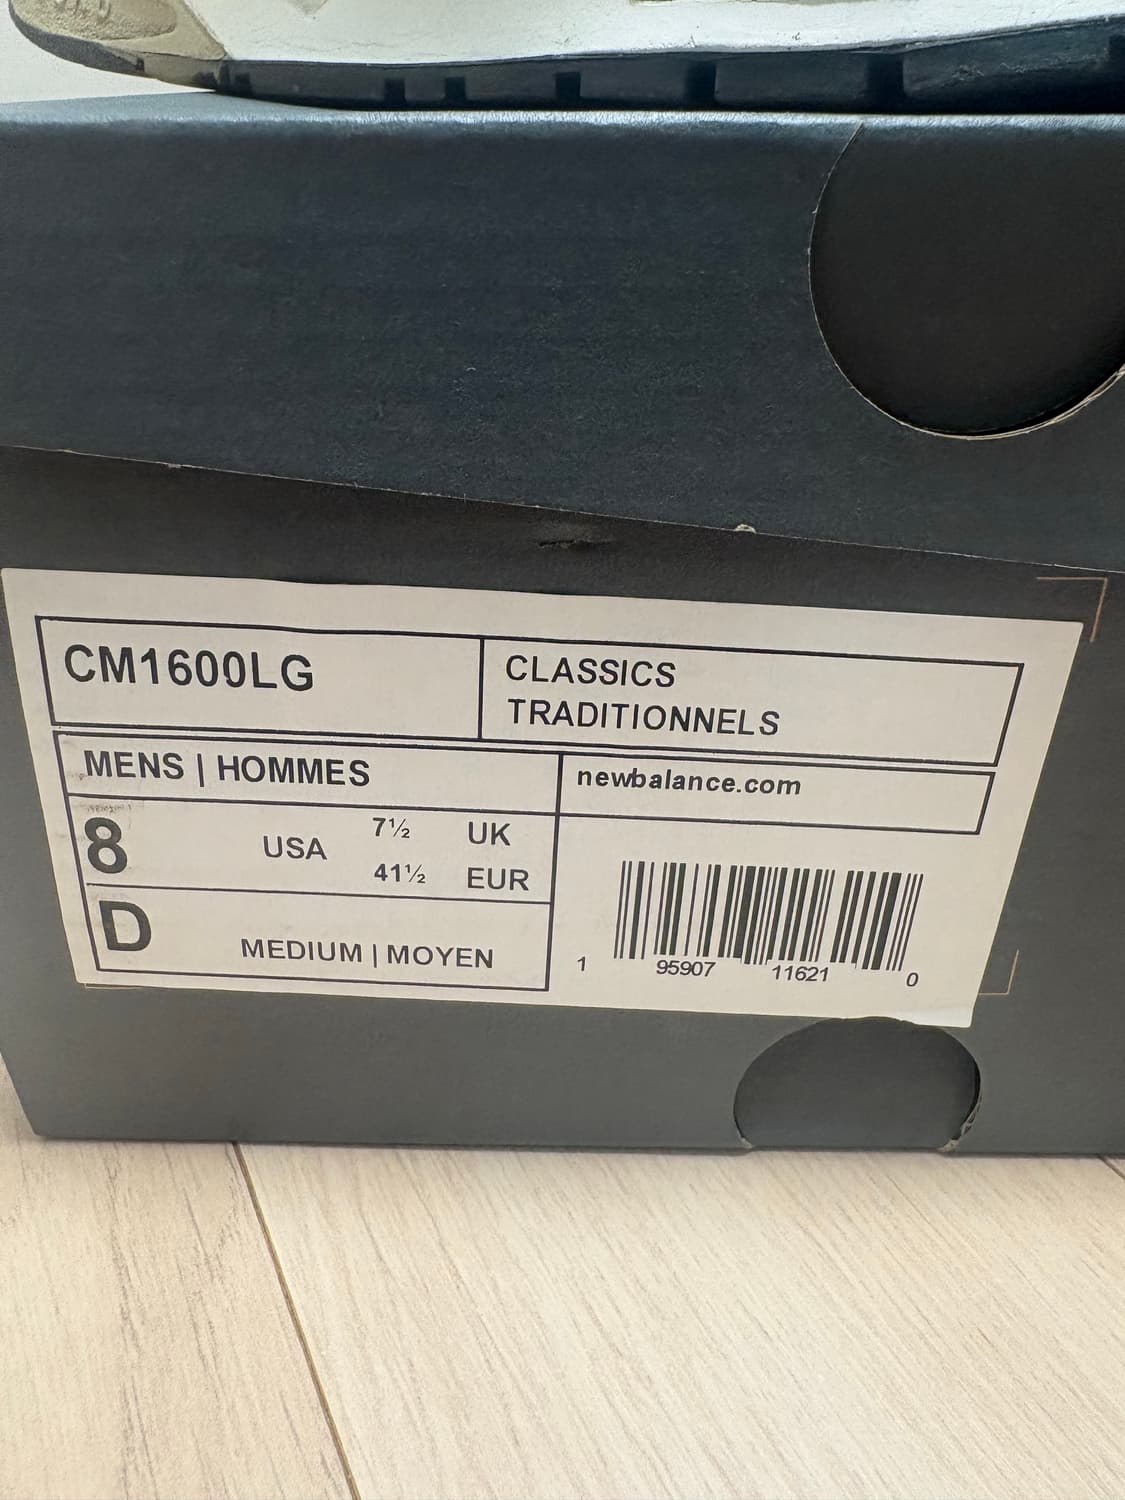 CM1600LG
CLASSICS
TRADITIONNELS
MENS | HOMMES
newbalance.com
8 USA 7½ UK
41½ EUR
D MEDIUM | MOYEN
1 95907 11621 0